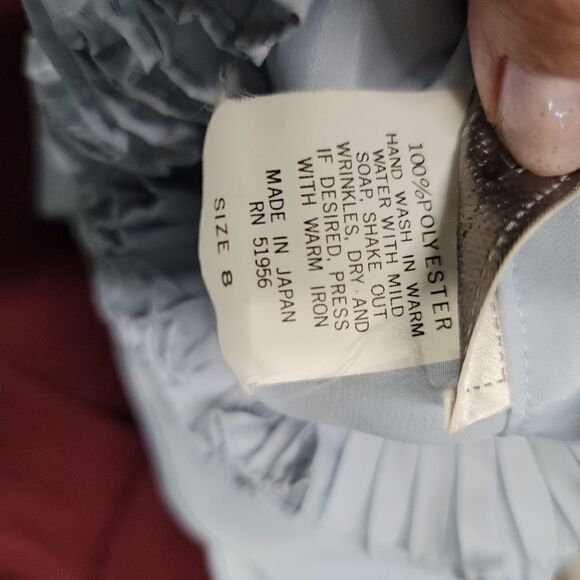 100% POLYESTER
HAND WASH IN WARM
WATER WITH MILD
SOAP, SHAKE OUT
WRINKLES, DRY AND
IF DESIRED, PRESS
WITH WARM IRON
MADE IN JAPAN
RN 51956
SIZE 8